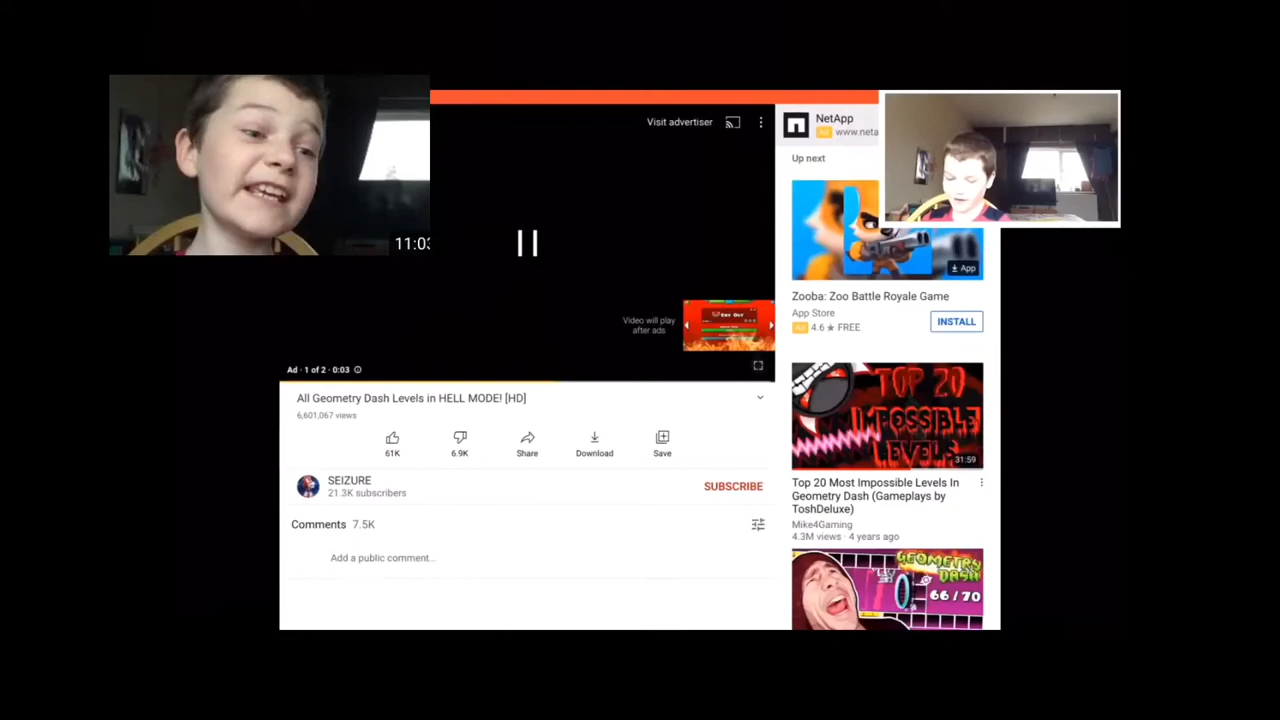 11:03
Visit advertiser
Video will play
after ads
Ad · 1 of 2 · 0:03
All Geometry Dash Levels in HELL MODE! [HD]
6,601,067 views
61K
6.9K
Share
Download
Save
SEIZURE
21.3K subscribers
SUBSCRIBE
Comments 7.5K
Add a public comment...
NetApp
Ad www.neta
Up next
App
Zooba: Zoo Battle Royale Game
App Store
Ad 4.6 ★ FREE
INSTALL
TOP 20
IMPOSSIBLE
LEVELS
31:59
Top 20 Most Impossible Levels In
Geometry Dash (Gameplays by
ToshDeluxe)
Mike4Gaming
4.3M views · 4 years ago
GEOMETRY
DASH
66/70